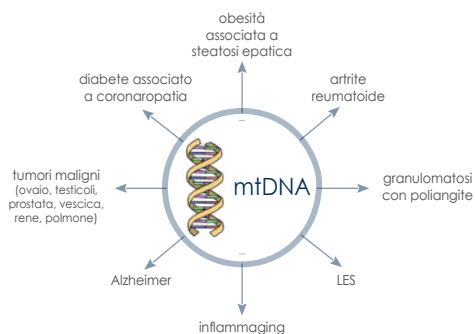 obesità
associata a
steatosi epatica
diabete associato
a coronaropatia
artrite
reumatoide
tumori maligni
(ovaio, testicoli,
prostata, vescica,
rene, polmone)
mtDNA
granulomatosi
con poliangite
Alzheimer
LES
inflammaging